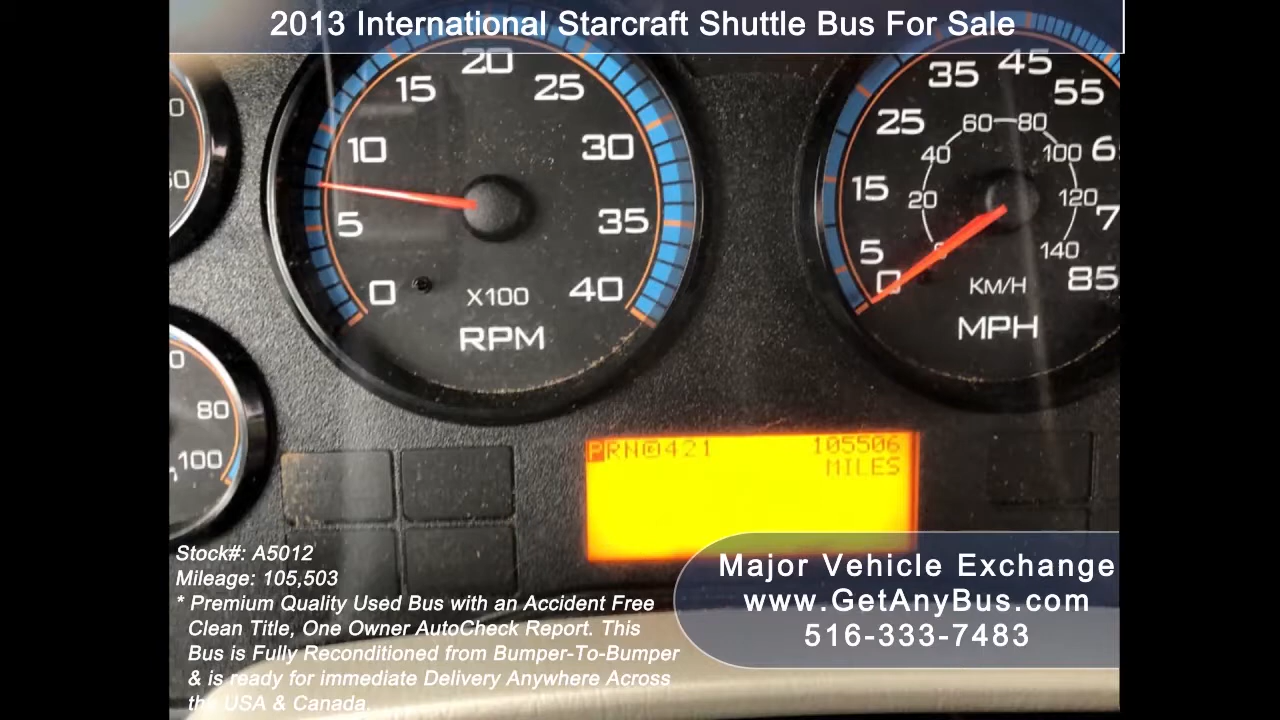 2013 International Starcraft Shuttle Bus For Sale
20
15 25
10 30
5 35
0 40
X100
RPM
45
35 55
25
15
5
0 85
60 80
40 100
20 120
0 140
KM/H
MPH
80
100
PRN©421 105506
MILES
Stock#: A5012
Mileage: 105,503
* Premium Quality Used Bus with an Accident Free
Clean Title, One Owner AutoCheck Report. This
Bus is Fully Reconditioned from Bumper-To-Bumper
& is ready for immediate Delivery Anywhere Across
the USA & Canada.
Major Vehicle Exchange
www.GetAnyBus.com
516-333-7483